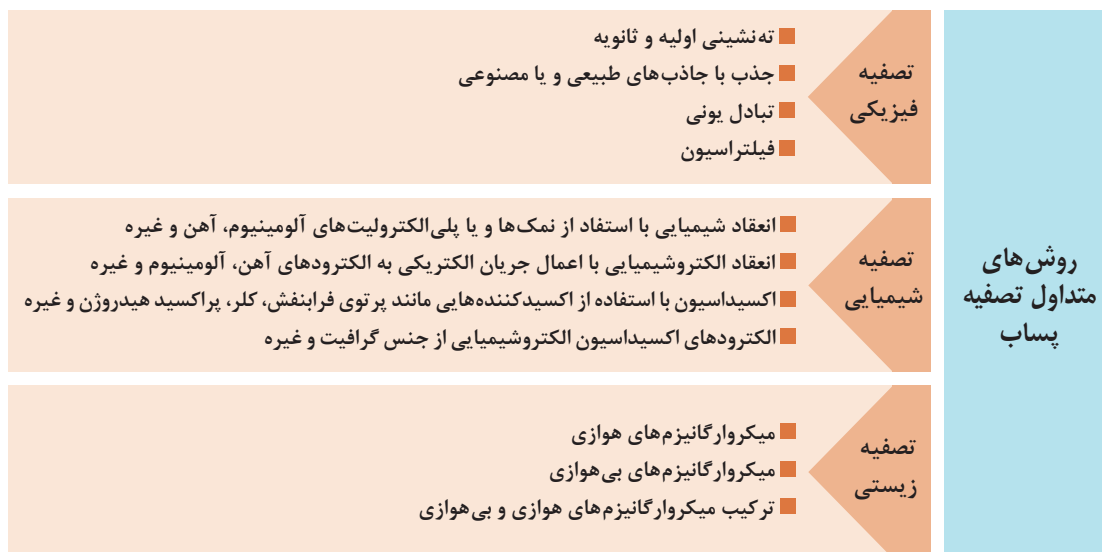 روش‌های
متداول تصفیه
پساب
تصفیه
فیزیکی
ته‌نشینی اولیه و ثانویه
جذب با جاذب‌های طبیعی و یا مصنوعی
تبادل یونی
فیلتراسیون
تصفیه
شیمیایی
انعقاد شیمیایی با استفاد از نمک‌ها و یا پلی‌الکترولیت‌های آلومینیوم، آهن و غیره
انعقاد الکتروشیمیایی با اعمال جریان الکتریکی به الکترودهای آهن، آلومینیوم و غیره
اکسیداسیون با استفاده از اکسیدکننده‌هایی مانند پرتوی فرابنفش، کلر، پراکسید هیدروژن و غیره
الکترودهای اکسیداسیون الکتروشیمیایی از جنس گرافیت و غیره
تصفیه
زیستی
میکروارگانیزم‌های هوازی
میکروارگانیزم‌های بی‌هوازی
ترکیب میکروارگانیزم‌های هوازی و بی‌هوازی